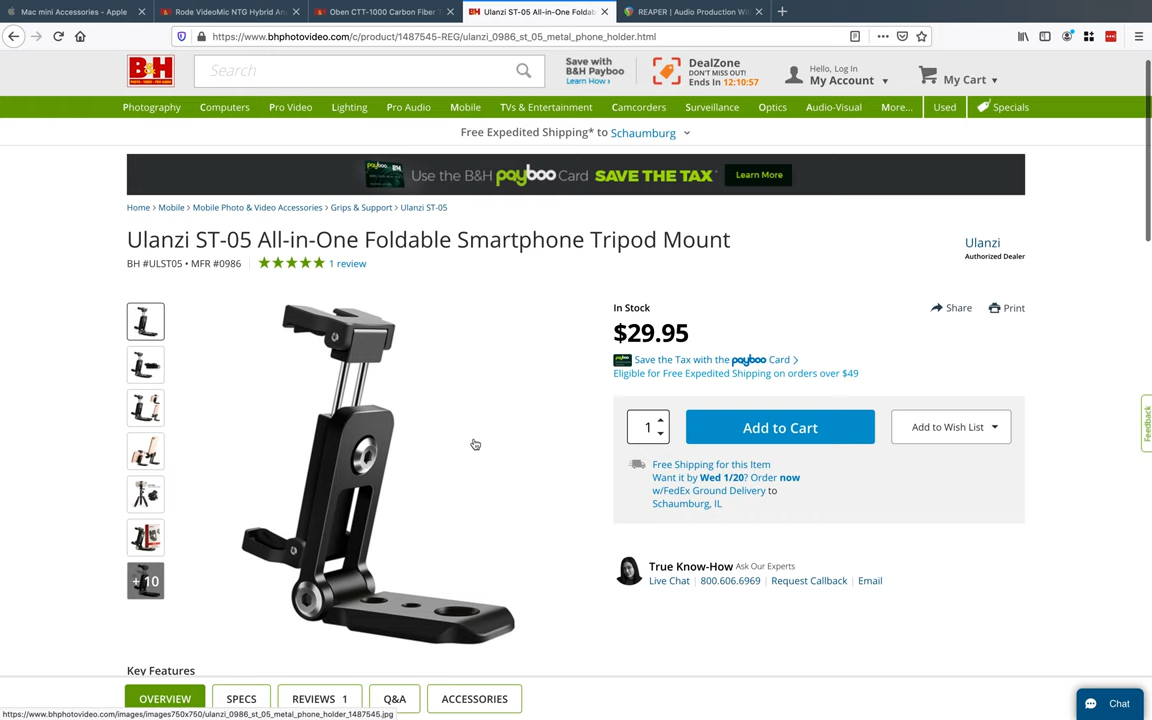 Mac mini Accessories - Apple
Rode VideoMic NTG Hybrid An
Oben CTT-1000 Carbon Fiber T
Ulanzi ST-05 All-in-One Foldab
REAPER | Audio Production Wi
https://www.bhphotovideo.com/c/product/1487545-REG/ulanzi_0986_st_05_metal_phone_holder.html
B&H
PHOTO - VIDEO - PRO AUDIO
Search
Save with
B&H Payboo
Learn How ›
DealZone
DON'T MISS OUT!
Ends In 12:10:57
Hello, Log In
My Account
My Cart
Photography Computers Pro Video Lighting Pro Audio Mobile TVs & Entertainment Camcorders Surveillance Optics Audio-Visual More... Used Specials
Free Expedited Shipping* to Schaumburg
Use the B&H payboo Card SAVE THE TAX* Learn More
Home > Mobile > Mobile Photo & Video Accessories > Grips & Support > Ulanzi ST-05
Ulanzi ST-05 All-in-One Foldable Smartphone Tripod Mount
BH #ULST05 • MFR #0986
1 review
Ulanzi
Authorized Dealer
In Stock
Share
Print
$29.95
Save the Tax with the payboo Card >
Eligible for Free Expedited Shipping on orders over $49
1
Add to Cart
Add to Wish List
Free Shipping for this Item
Want it by Wed 1/20? Order now
w/FedEx Ground Delivery to
Schaumburg, IL
+ 10
True Know-How Ask Our Experts
Live Chat | 800.606.6969 | Request Callback | Email
Feedback
Key Features
OVERVIEW
SPECS
REVIEWS 1
Q&A
ACCESSORIES
https://www.bhphotovideo.com/images/images750x750/ulanzi_0986_st_05_metal_phone_holder_1487545.jpg
Chat